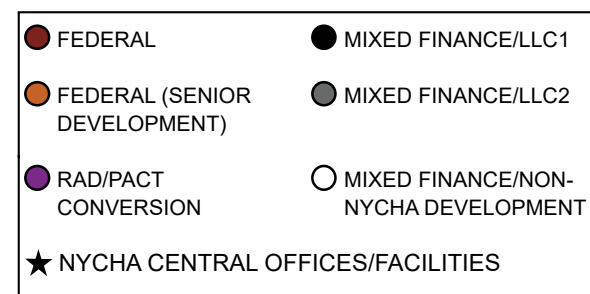 FEDERAL
MIXED FINANCE/LLC1
FEDERAL (SENIOR
DEVELOPMENT)
MIXED FINANCE/LLC2
RAD/PACT
CONVERSION
MIXED FINANCE/NON-
NYCHA DEVELOPMENT
NYCHA CENTRAL OFFICES/FACILITIES